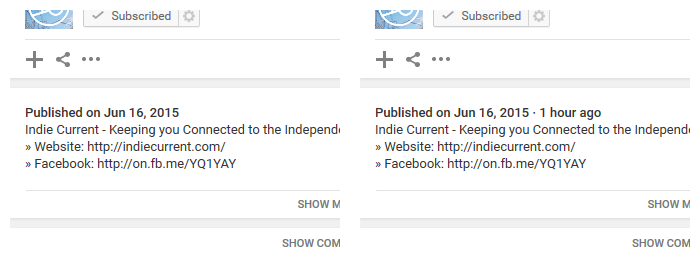 Subscribed
Published on Jun 16, 2015
Indie Current - Keeping you Connected to the Independ
» Website: http://indiecurrent.com/
» Facebook: http://on.fb.me/YQ1YAY
SHOW M
SHOW COM
Subscribed
Published on Jun 16, 2015 · 1 hour ago
Indie Current - Keeping you Connected to the Independ
» Website: http://indiecurrent.com/
» Facebook: http://on.fb.me/YQ1YAY
SHOW M
SHOW COM